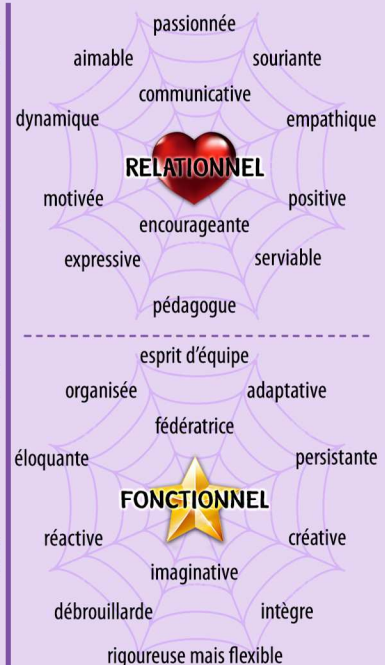 passionnée
aimable souriante
communicative
dynamique empathique
RELATIONNEL
motivée positive
encourageante
expressive serviable
pédagogue
esprit d'équipe
organisée adaptative
fédératrice
éloquante persistante
FONCTIONNEL
réactive créative
imaginative
débrouillarde intègre
rigoureuse mais flexible